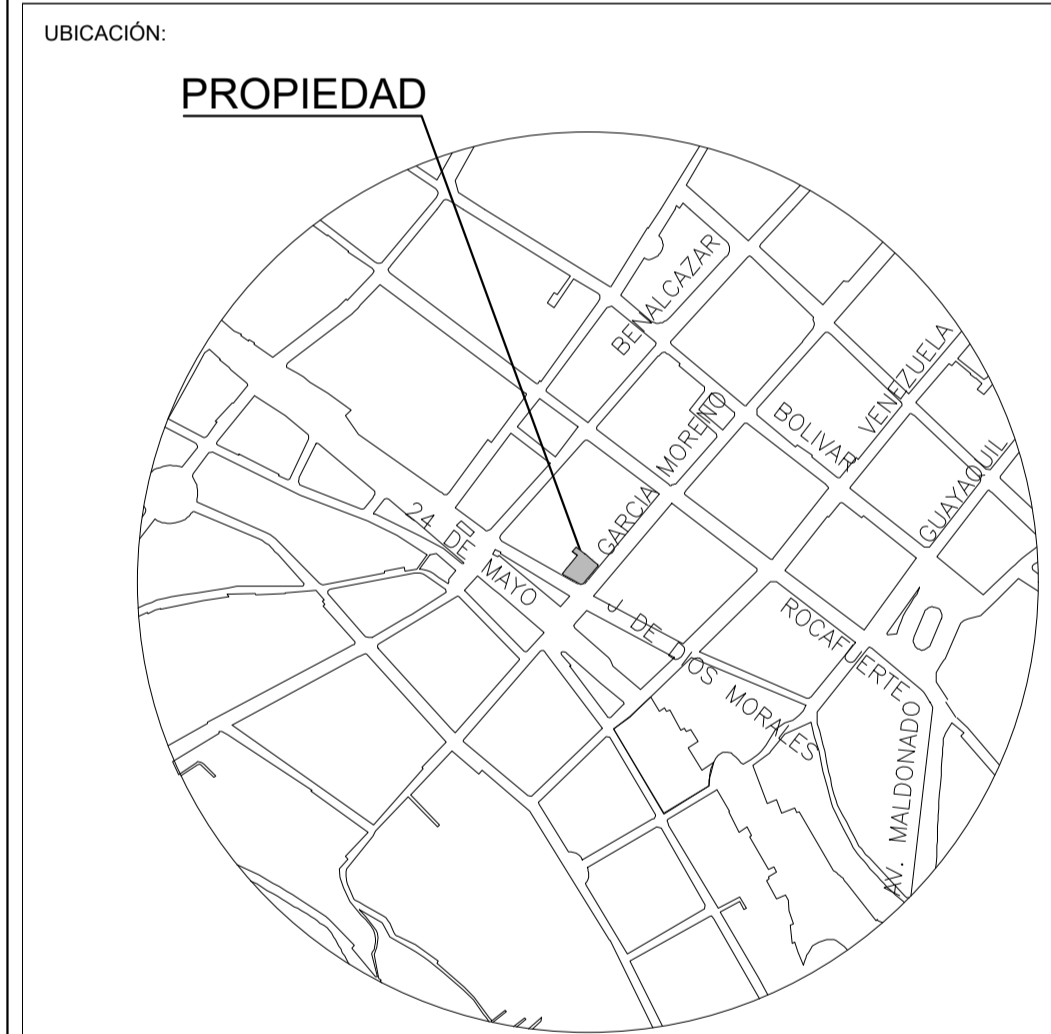 UBICACIÓN:
PROPIEDAD
BENALCAZAR
GARCIA MORENO
BOLIVAR
VENEZUELA
GUAYAQUIL
24 DE MAYO
J DE DIOS MORALES
ROCAFUERTE
AV. MALDONADO